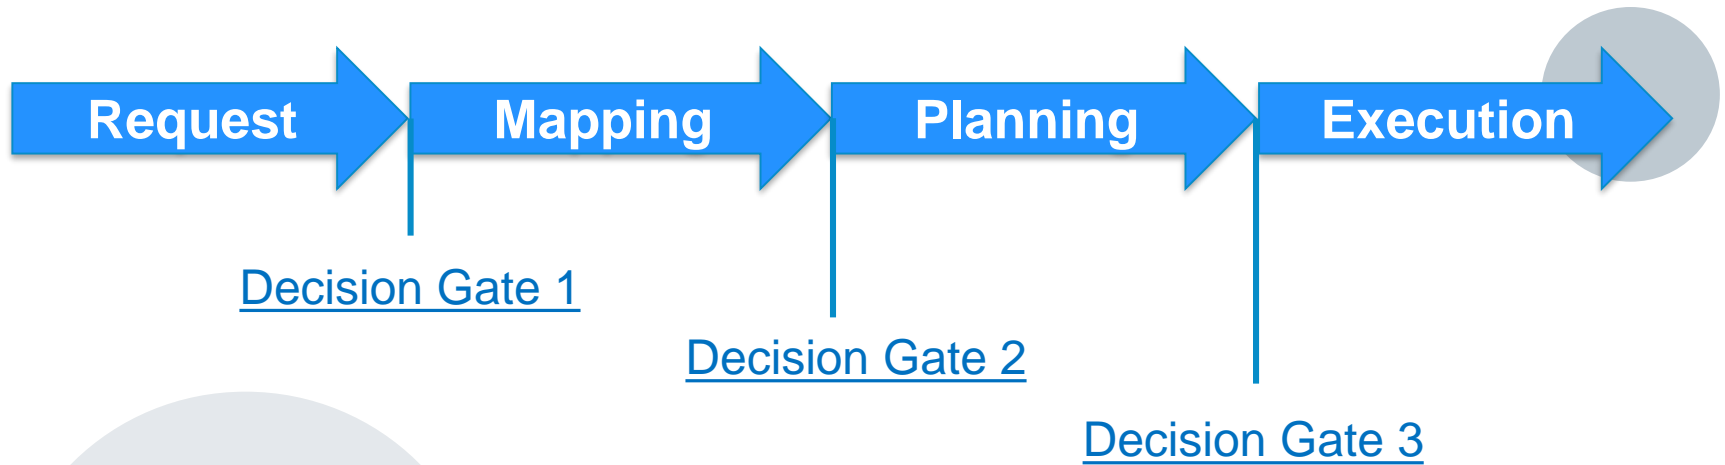 Request
Mapping
Planning
Execution
Decision Gate 1
Decision Gate 2
Decision Gate 3